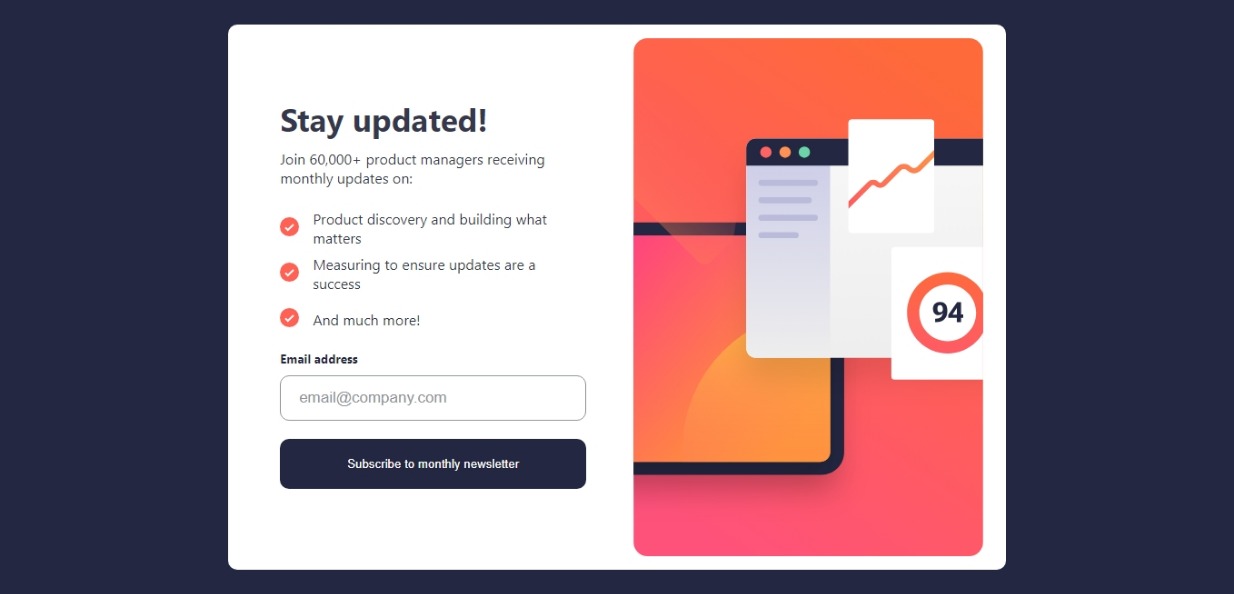 Stay updated!
Join 60,000+ product managers receiving
monthly updates on:
Product discovery and building what
matters
Measuring to ensure updates are a
success
And much more!
Email address
email@company.com
Subscribe to monthly newsletter
94